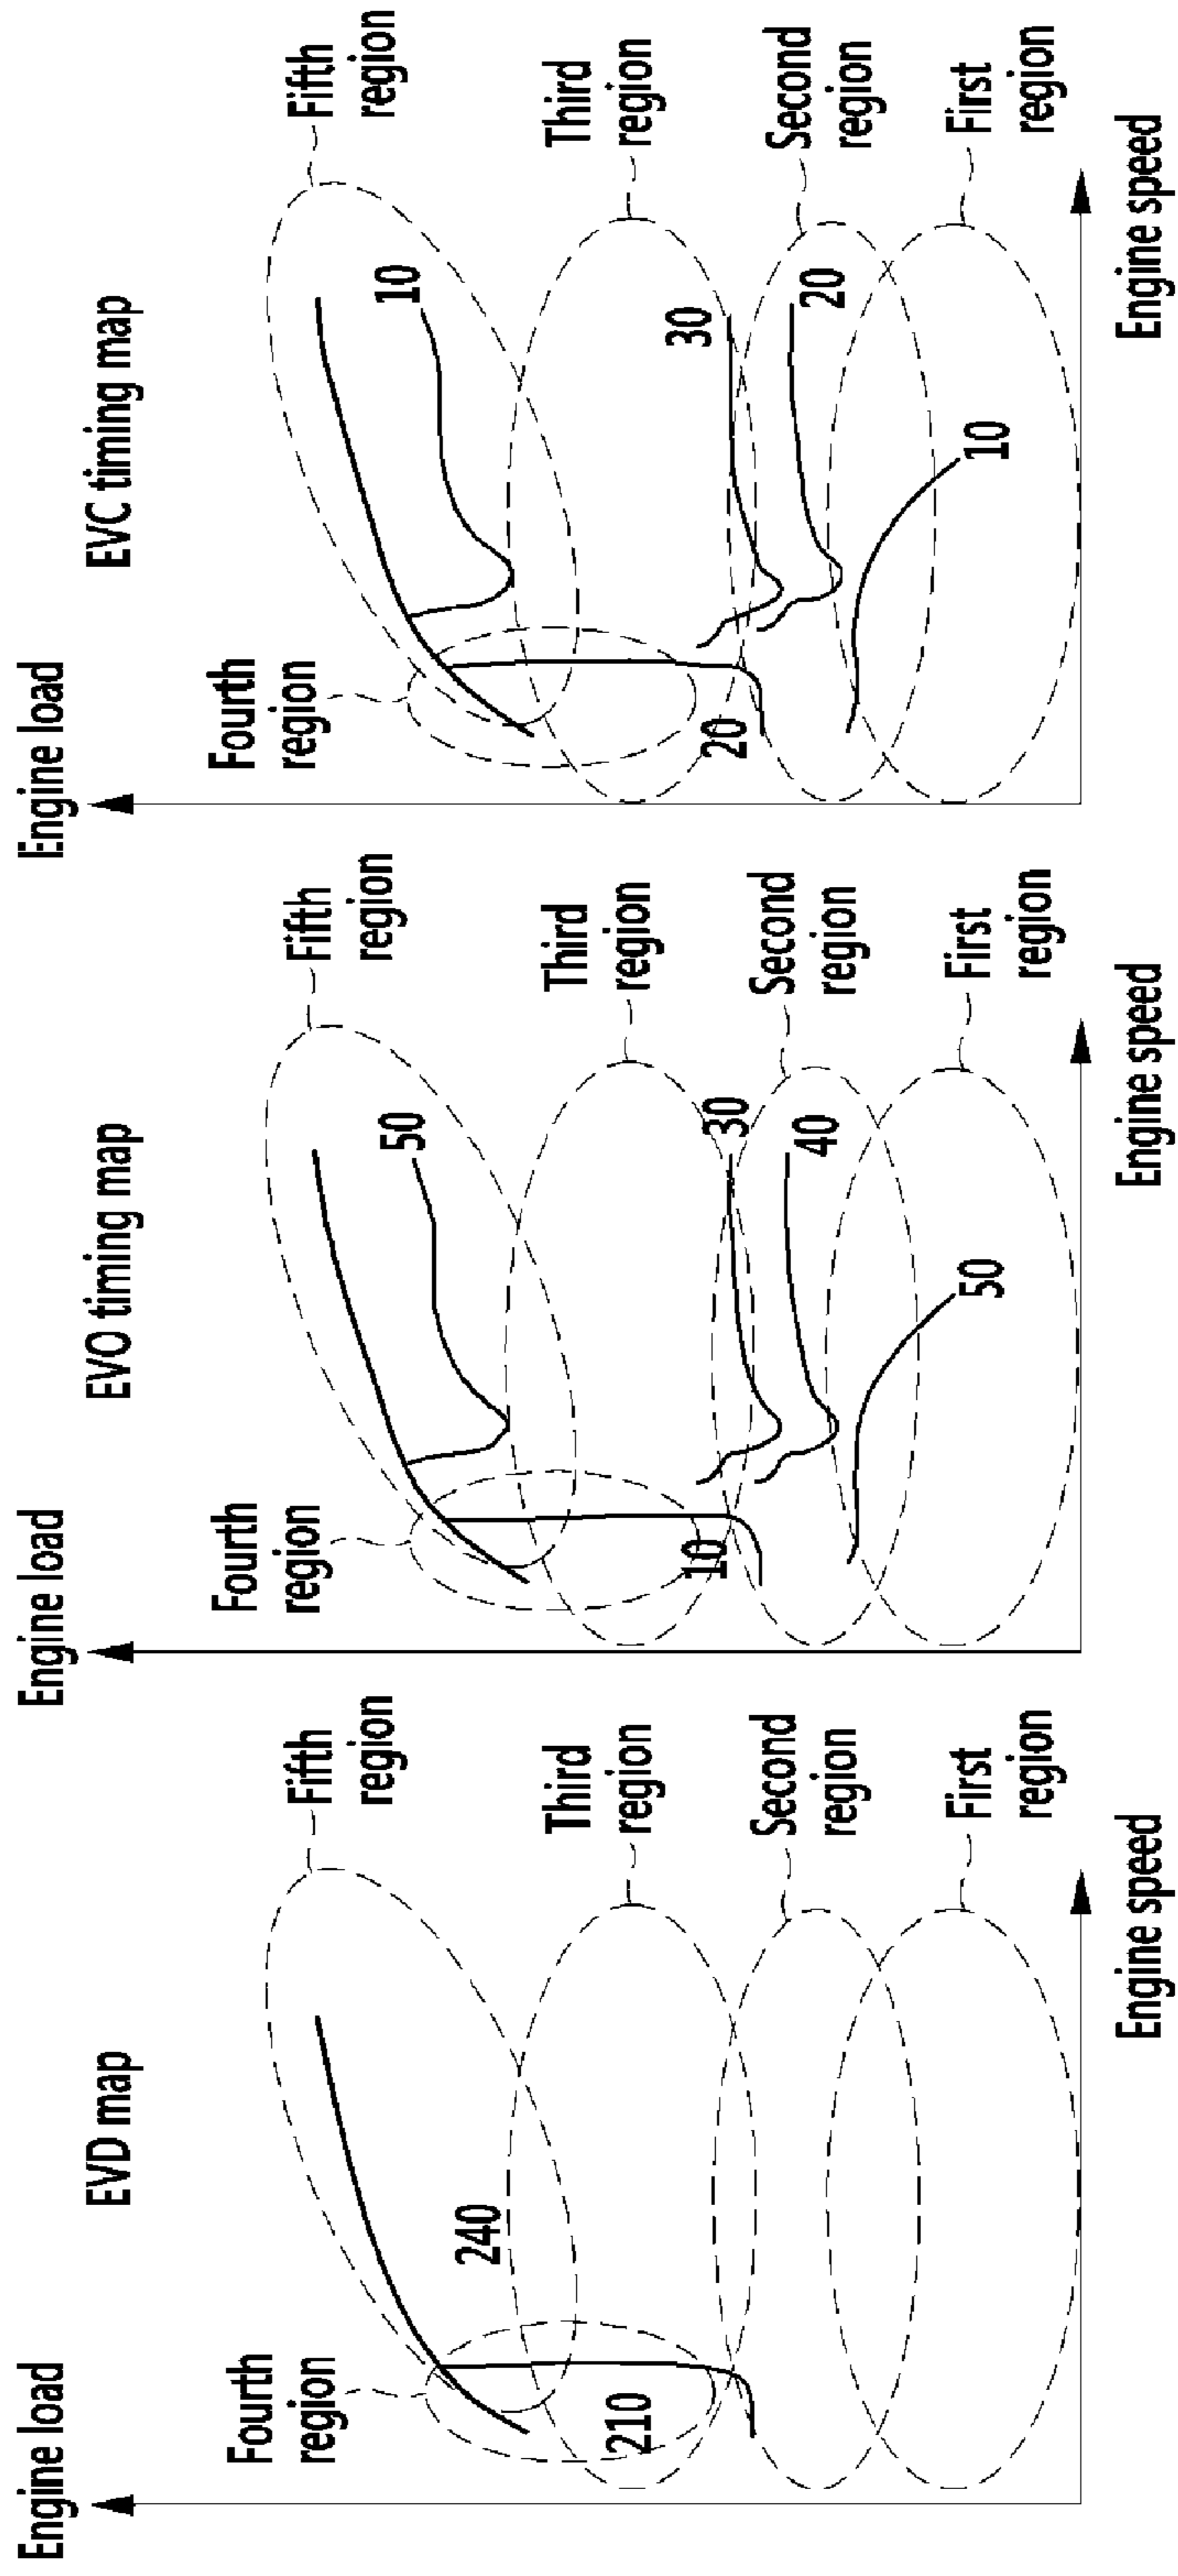 EVD map
Engine load
Fourth
region
Fifth
region
240
210
Third
region
Second
region
First
region
Engine speed
EVO timing map
Engine load
Fourth
region
Fifth
region
50
Third
region
10
30
Second
region
40
50
First
region
Engine speed
EVC timing map
Engine load
Fourth
region
Fifth
region
10
Third
region
20
30
Second
region
20
10
First
region
Engine speed